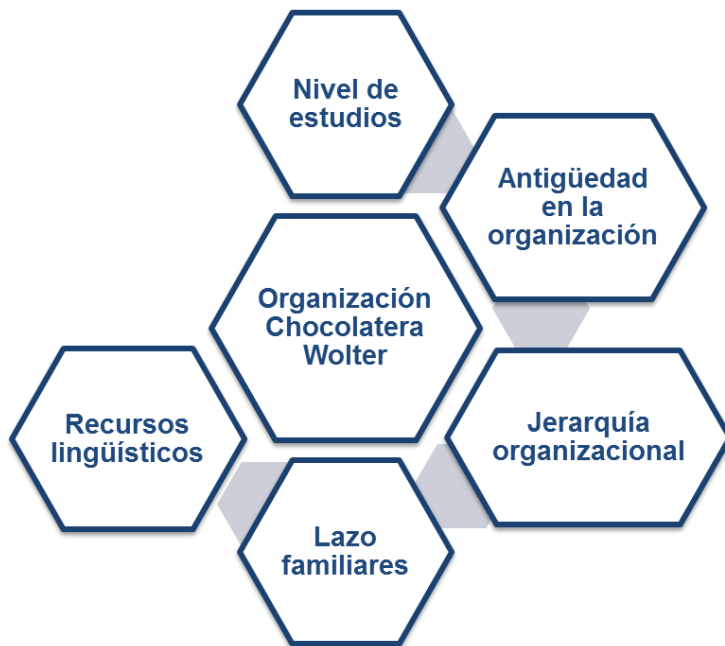 Nivel de
estudios
Antigüedad
en la
organización
Organización
Chocolatera
Wolter
Jerarquía
organizacional
Lazo
familiares
Recursos
lingüísticos